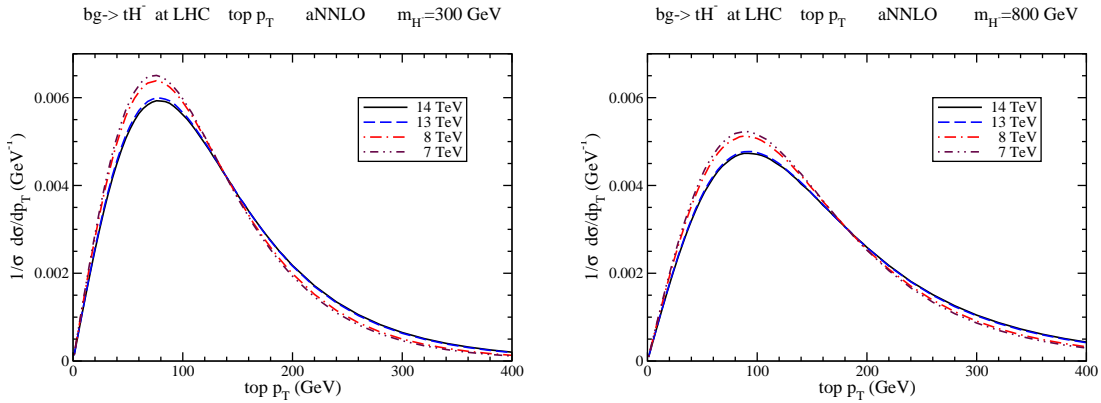 bg-> tH⁻ at LHC top p_T aNNLO m_H⁻=300 GeV
1/σ dσ/dp_T (GeV⁻¹)
0.006
0.004
0.002
0
14 TeV
13 TeV
8 TeV
7 TeV
0 100 200 300 400
top p_T (GeV)
bg-> tH⁻ at LHC top p_T aNNLO m_H⁻=800 GeV
1/σ dσ/dp_T (GeV⁻¹)
0.006
0.004
0.002
0
14 TeV
13 TeV
8 TeV
7 TeV
0 100 200 300 400
top p_T (GeV)